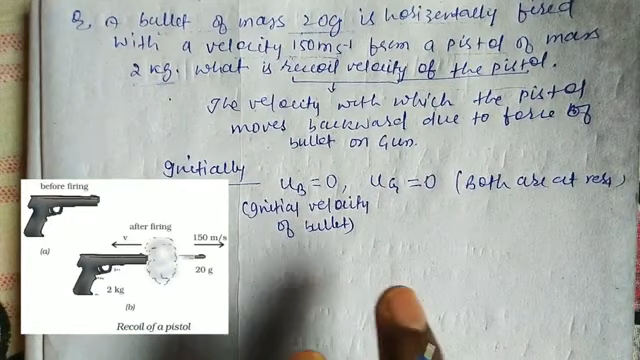 Q. A bullet of mass 20g is horizontally fired
with a velocity 150ms-1 from a pistol of mass
2 kg. what is recoil velocity of the pistol.
The velocity with which the pistol
moves backward due to force of
bullet on Gun.
Initially
uB=0, uG=0 (Both are at rest)
(Initial velocity
of bullet)
before firing
(a)
after firing
v
150 m/s
20 g
2 kg
(b)
Recoil of a pistol